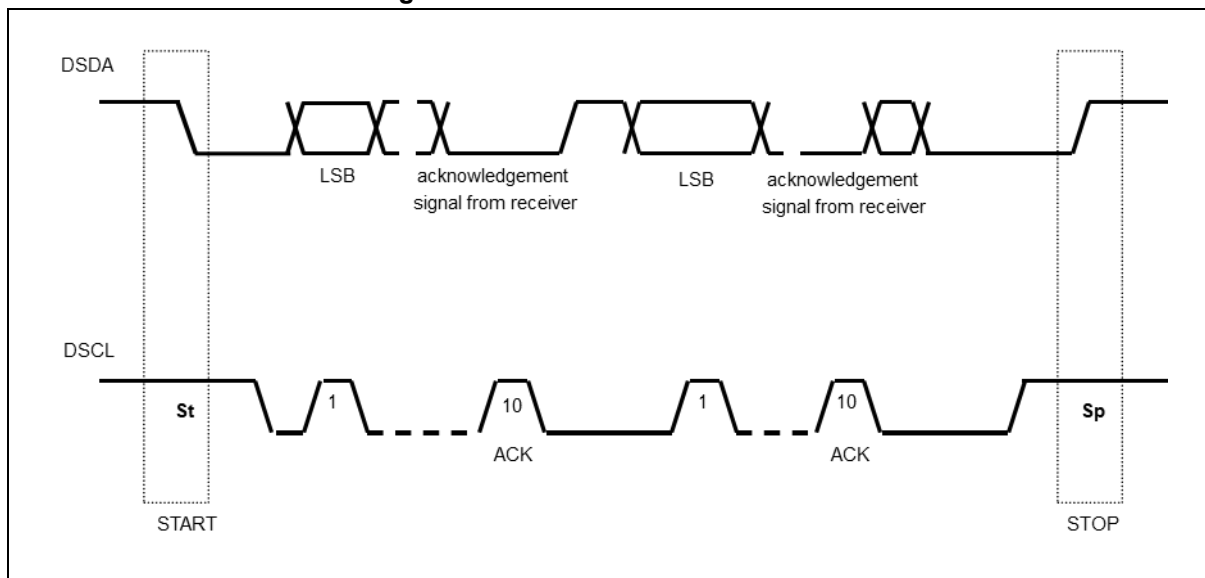 DSDA
LSB
acknowledgement
signal from receiver
LSB
acknowledgement
signal from receiver
DSCL
St
1
10
1
10
Sp
ACK
ACK
START
STOP